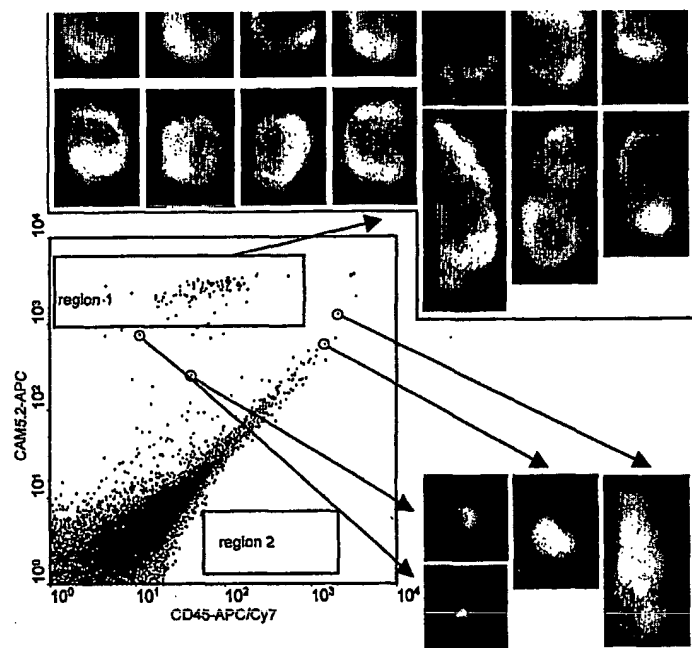 10⁴
region 1
10³
CAM5.2-APC
10²
10¹
region 2
10⁰
10⁰ 10¹ 10² 10³ 10⁴
CD45-APC/Cy7